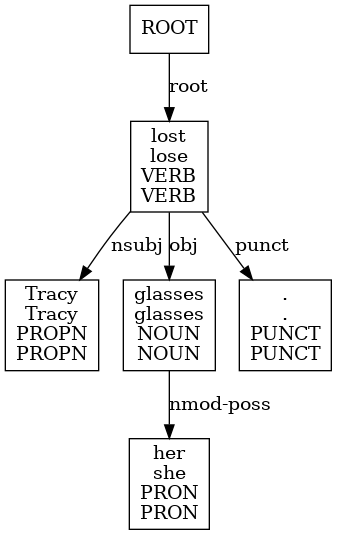 ROOT
root
lost
lose
VERB
VERB
nsubj obj punct
Tracy
Tracy
PROPN
PROPN
glasses
glasses
NOUN
NOUN
.
.
PUNCT
PUNCT
nmod-poss
her
she
PRON
PRON